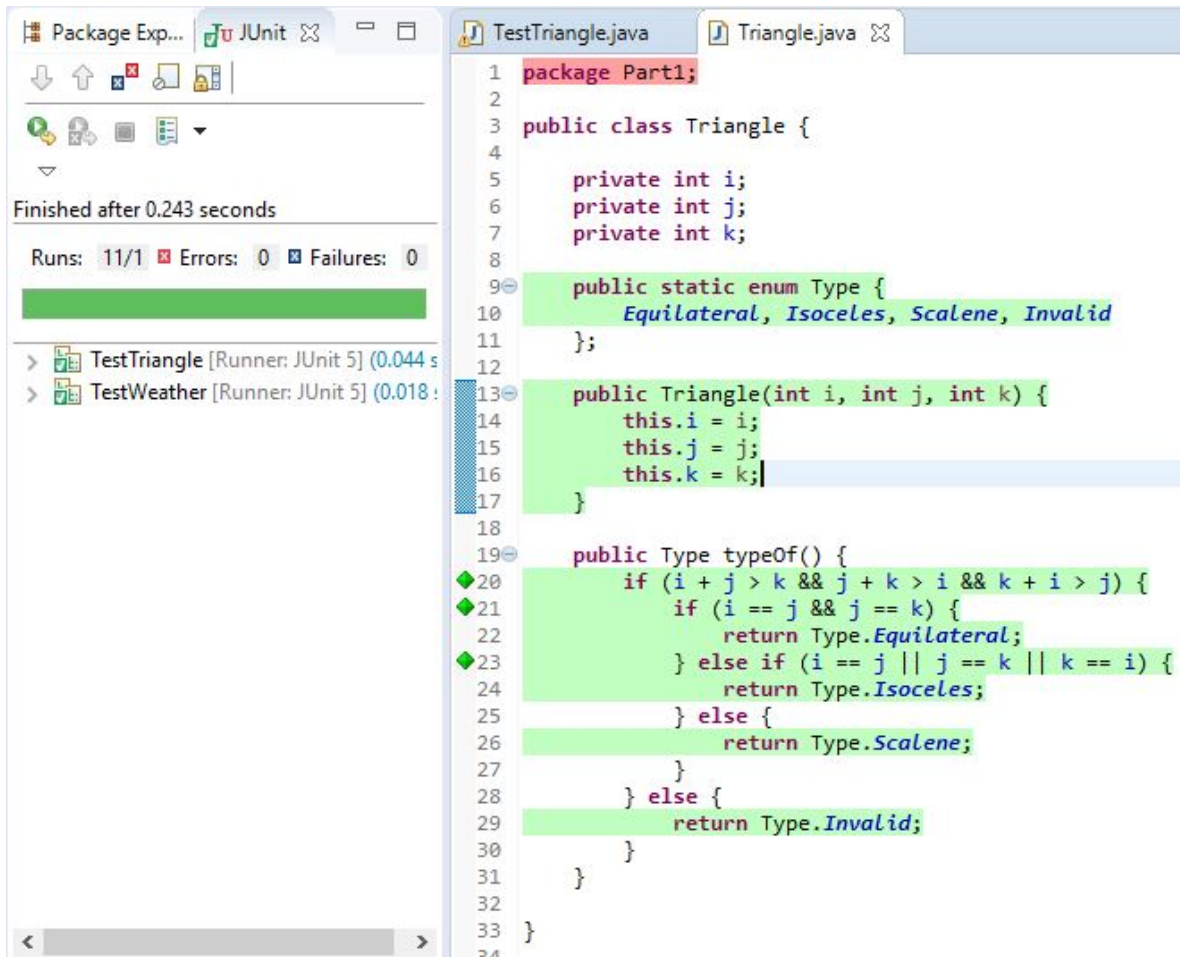 Package Exp...
JUnit
Finished after 0.243 seconds
Runs: 11/1 Errors: 0 Failures: 0
TestTriangle [Runner: JUnit 5] (0.044 s
TestWeather [Runner: JUnit 5] (0.018 s
TestTriangle.java
Triangle.java
1 package Part1;
2
3 public class Triangle {
4
5 private int i;
6 private int j;
7 private int k;
8
9 public static enum Type {
10 Equilateral, Isoceles, Scalene, Invalid
11 };
12
13 public Triangle(int i, int j, int k) {
14 this.i = i;
15 this.j = j;
16 this.k = k;
17 }
18
19 public Type typeOf() {
20 if (i + j > k && j + k > i && k + i > j) {
21 if (i == j && j == k) {
22 return Type.Equilateral;
23 } else if (i == j || j == k || k == i) {
24 return Type.Isoceles;
25 } else {
26 return Type.Scalene;
27 }
28 } else {
29 return Type.Invalid;
30 }
31 }
32
33 }
34